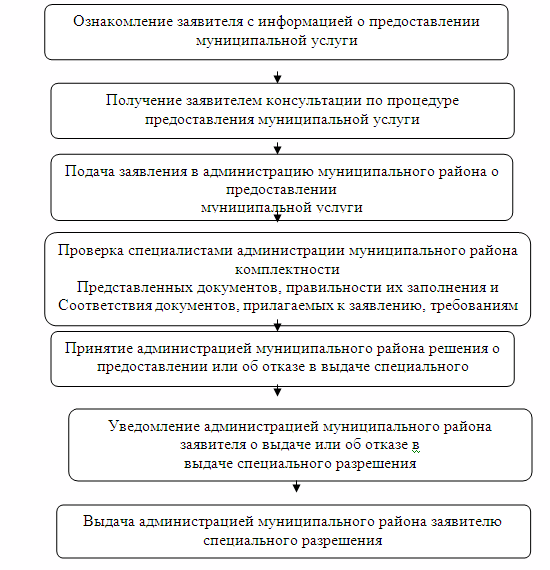 Ознакомление заявителя с информацией о предоставлении
муниципальной услуги
Получение заявителем консультации по процедуре
предоставления муниципальной услуги
Подача заявления в администрацию муниципального района о
предоставлении
муниципальной услуги
Проверка специалистами администрации муниципального района
комплектности
Представленных документов, правильности их заполнения и
Соответствия документов, прилагаемых к заявлению, требованиям
Принятие администрацией муниципального района решения о
предоставлении или об отказе в выдаче специального
Уведомление администрацией муниципального района
заявителя о выдаче или об отказе в
выдаче специального разрешения
Выдача администрацией муниципального района заявителю
специального разрешения